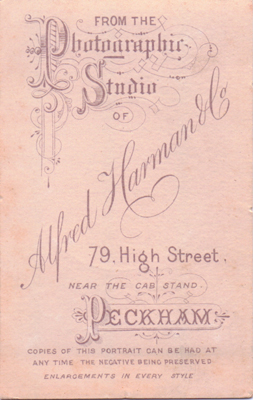 FROM THE
Photographic
Studio
OF
Alfred Harman & Co
79. High Street.
NEAR THE CAB STAND.
PECKHAM
COPIES OF THIS PORTRAIT CAN BE HAD AT
ANY TIME THE NEGATIVE BEING PRESERVED
ENLARGEMENTS IN EVERY STYLE